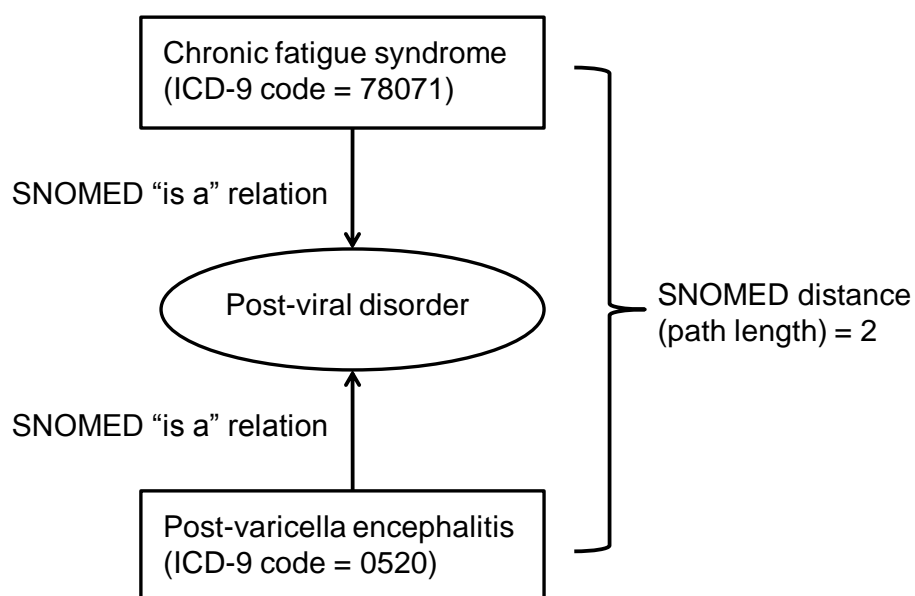 Chronic fatigue syndrome
(ICD-9 code = 78071)
SNOMED “is a” relation
Post-viral disorder
SNOMED distance
(path length) = 2
SNOMED “is a” relation
Post-varicella encephalitis
(ICD-9 code = 0520)